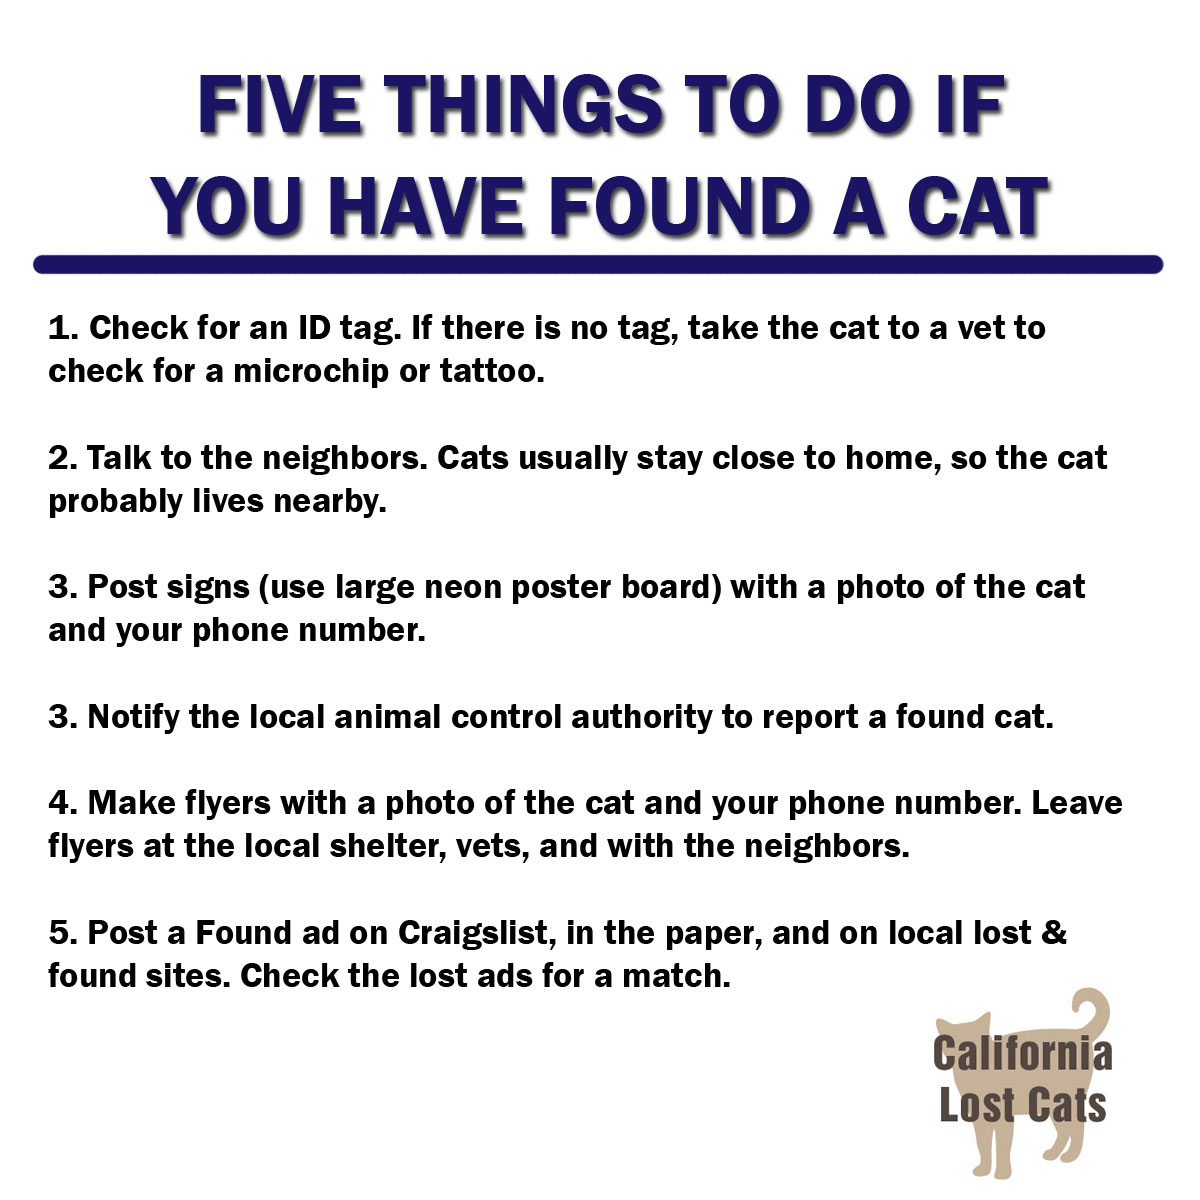 FIVE THINGS TO DO IF
YOU HAVE FOUND A CAT
1. Check for an ID tag. If there is no tag, take the cat to a vet to
check for a microchip or tattoo.
2. Talk to the neighbors. Cats usually stay close to home, so the cat
probably lives nearby.
3. Post signs (use large neon poster board) with a photo of the cat
and your phone number.
3. Notify the local animal control authority to report a found cat.
4. Make flyers with a photo of the cat and your phone number. Leave
flyers at the local shelter, vets, and with the neighbors.
5. Post a Found ad on Craigslist, in the paper, and on local lost &
found sites. Check the lost ads for a match.
California
Lost Cats